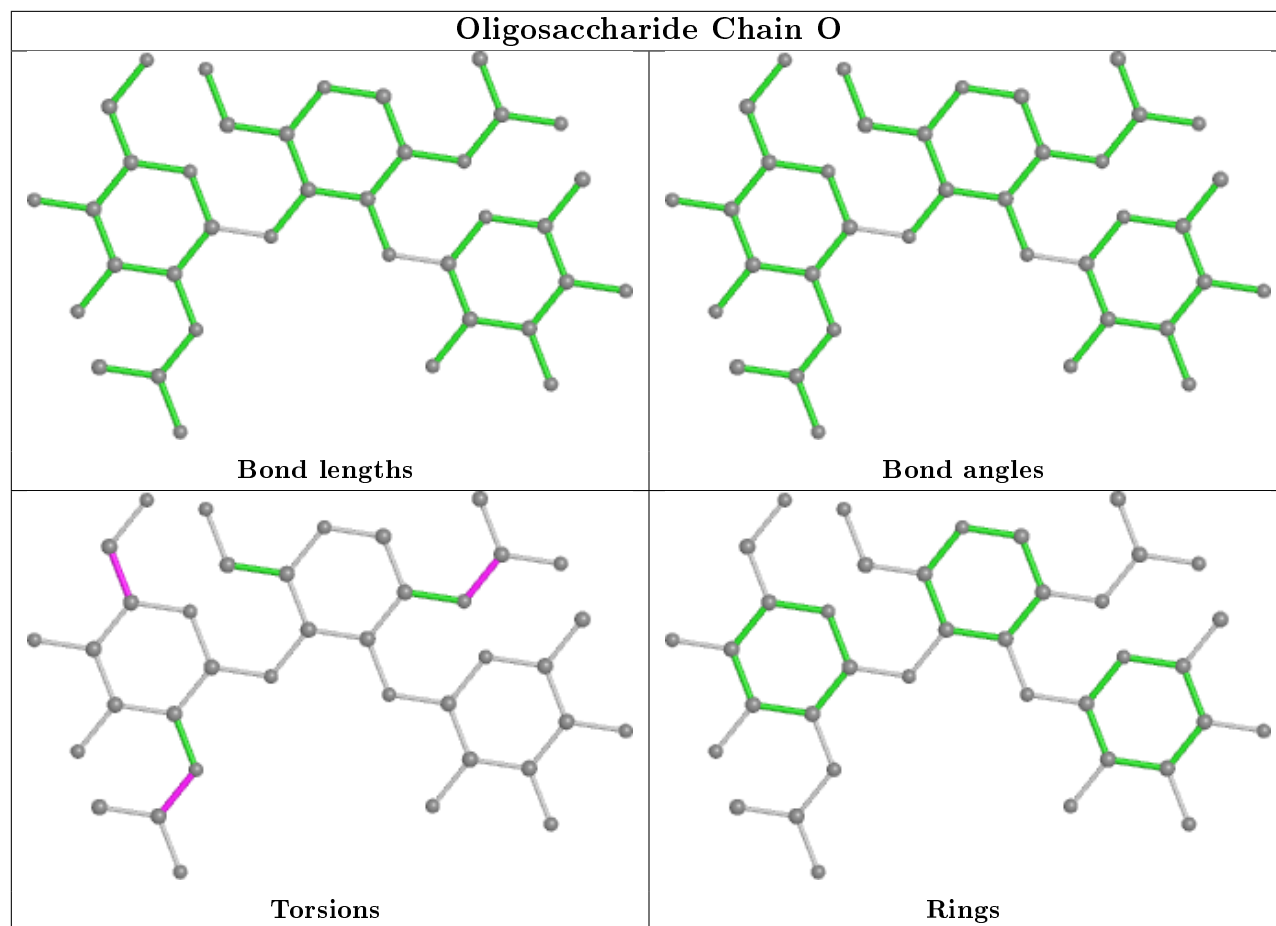 Oligosaccharide Chain O
Bond lengths
Bond angles
Torsions
Rings